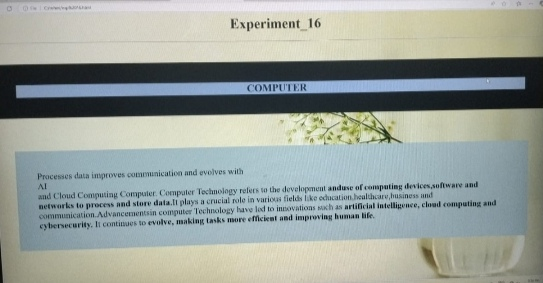 Experiment_16
COMPUTER
Processes data improves communication and evolves with
AI
and Cloud Computing Computer. Computer Technology refers to the development anduse of computing devices,software and
networks to process and store data.It plays a crucial role in various fields like education,healthcare,business and
communication.Advancementsin computer Technology have led to innovations such as artificial intelligence, cloud computing and
cybersecurity. It continues to evolve, making tasks more efficient and improving human life.